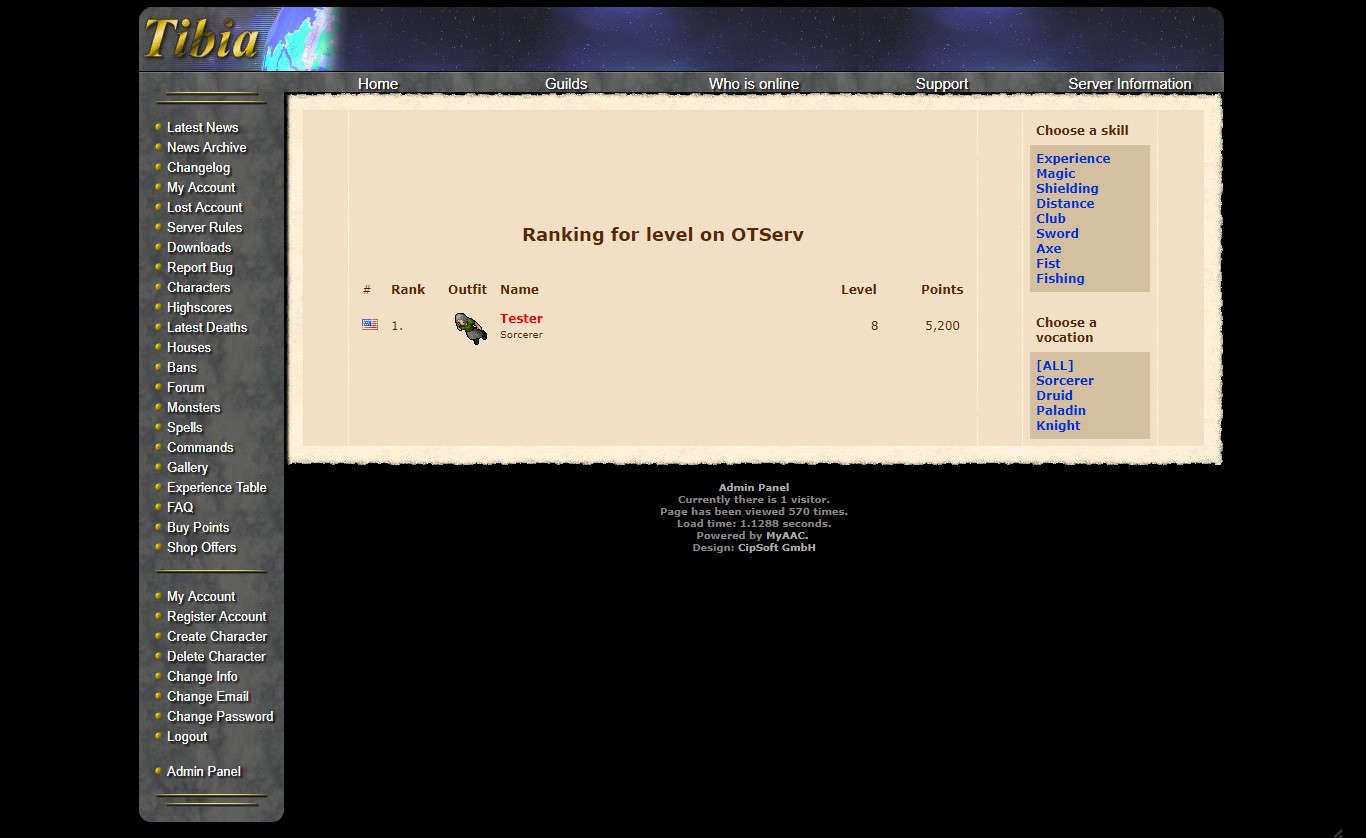 Tibia
Home Guilds Who is online Support Server Information
Latest News
News Archive
Changelog
My Account
Lost Account
Server Rules
Downloads
Report Bug
Characters
Highscores
Latest Deaths
Houses
Bans
Forum
Monsters
Spells
Commands
Gallery
Experience Table
FAQ
Buy Points
Shop Offers
My Account
Register Account
Create Character
Delete Character
Change Info
Change Email
Change Password
Logout
Admin Panel
Ranking for level on OTServ
# Rank Outfit Name Level Points
1. Tester 8 5,200
Sorcerer
Choose a skill
Experience
Magic
Shielding
Distance
Club
Sword
Axe
Fist
Fishing
Choose a
vocation
[ALL]
Sorcerer
Druid
Paladin
Knight
Admin Panel
Currently there is 1 visitor.
Page has been viewed 570 times.
Load time: 1.1288 seconds.
Powered by MyAAC.
Design: CipSoft GmbH